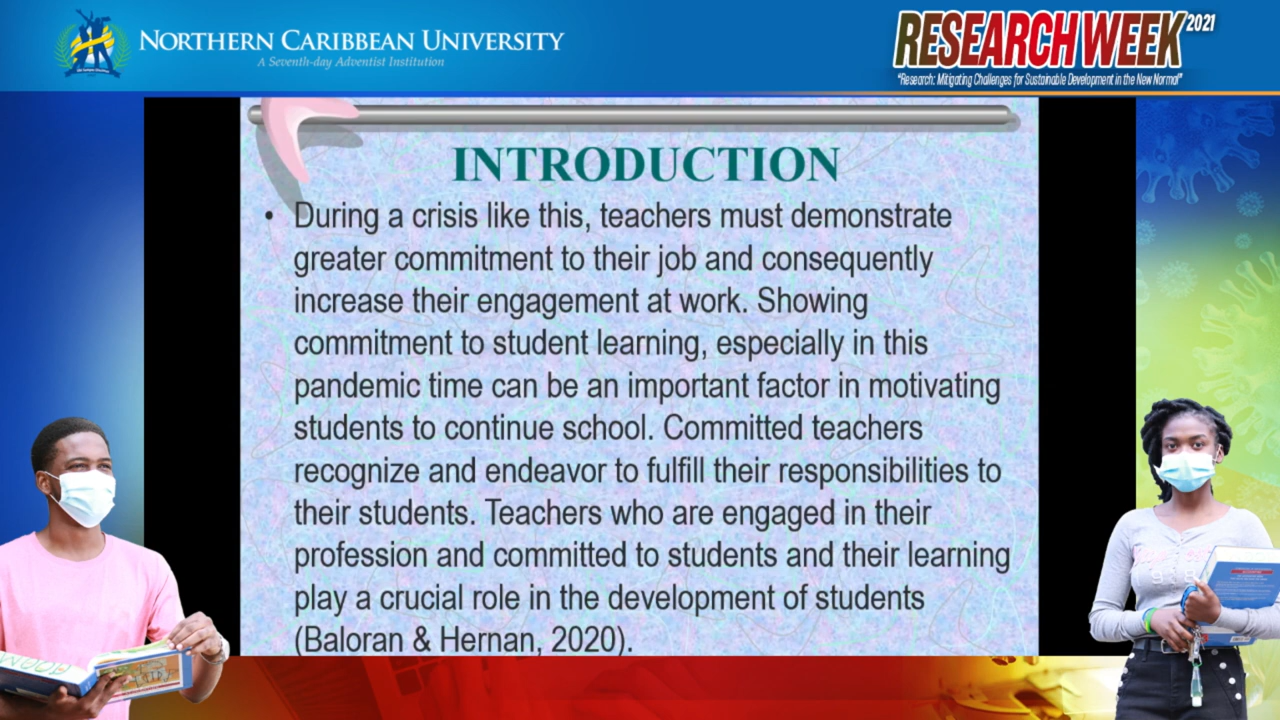 NORTHERN CARIBBEAN UNIVERSITY
A Seventh-day Adventist Institution
RESEARCH WEEK 2021
"Research: Mitigating Challenges for Sustainable Development in the New Normal"
INTRODUCTION
• During a crisis like this, teachers must demonstrate
greater commitment to their job and consequently
increase their engagement at work. Showing
commitment to student learning, especially in this
pandemic time can be an important factor in motivating
students to continue school. Committed teachers
recognize and endeavor to fulfill their responsibilities to
their students. Teachers who are engaged in their
profession and committed to students and their learning
play a crucial role in the development of students
(Baloran & Hernan, 2020).